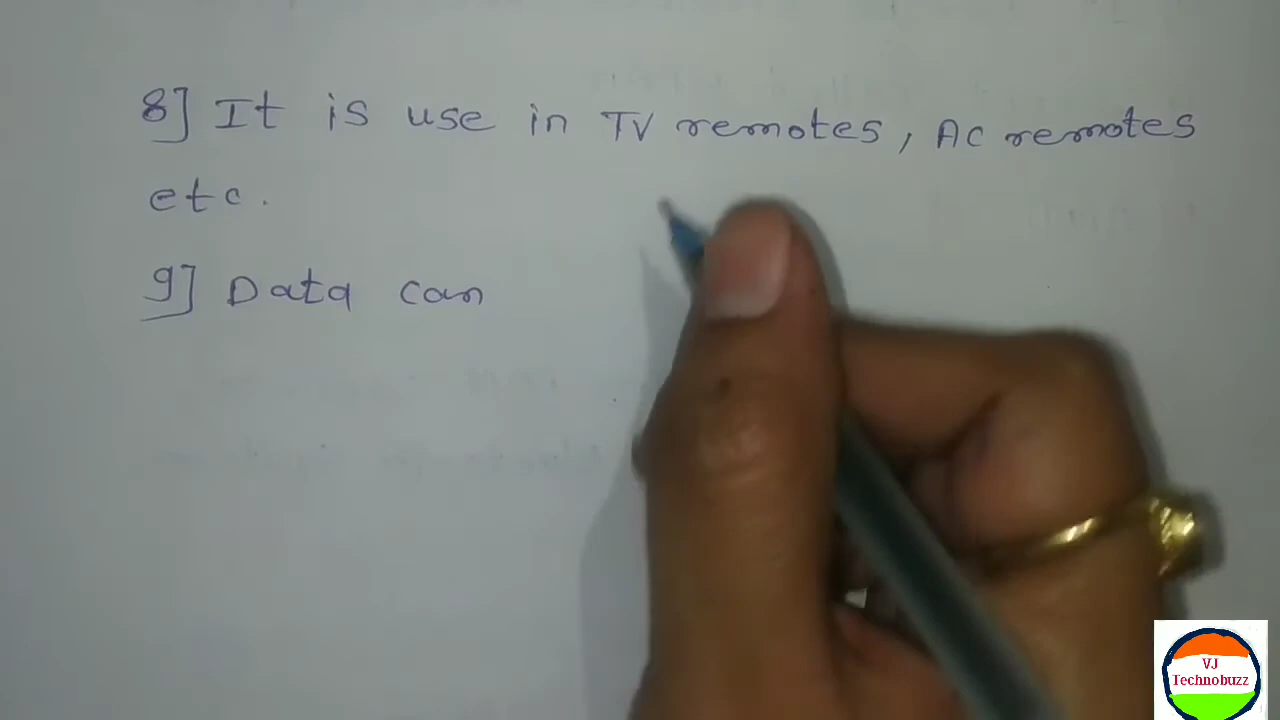 8] It is use in TV remotes, AC remotes
etc.
9] Data can
VJ
Technobuzz